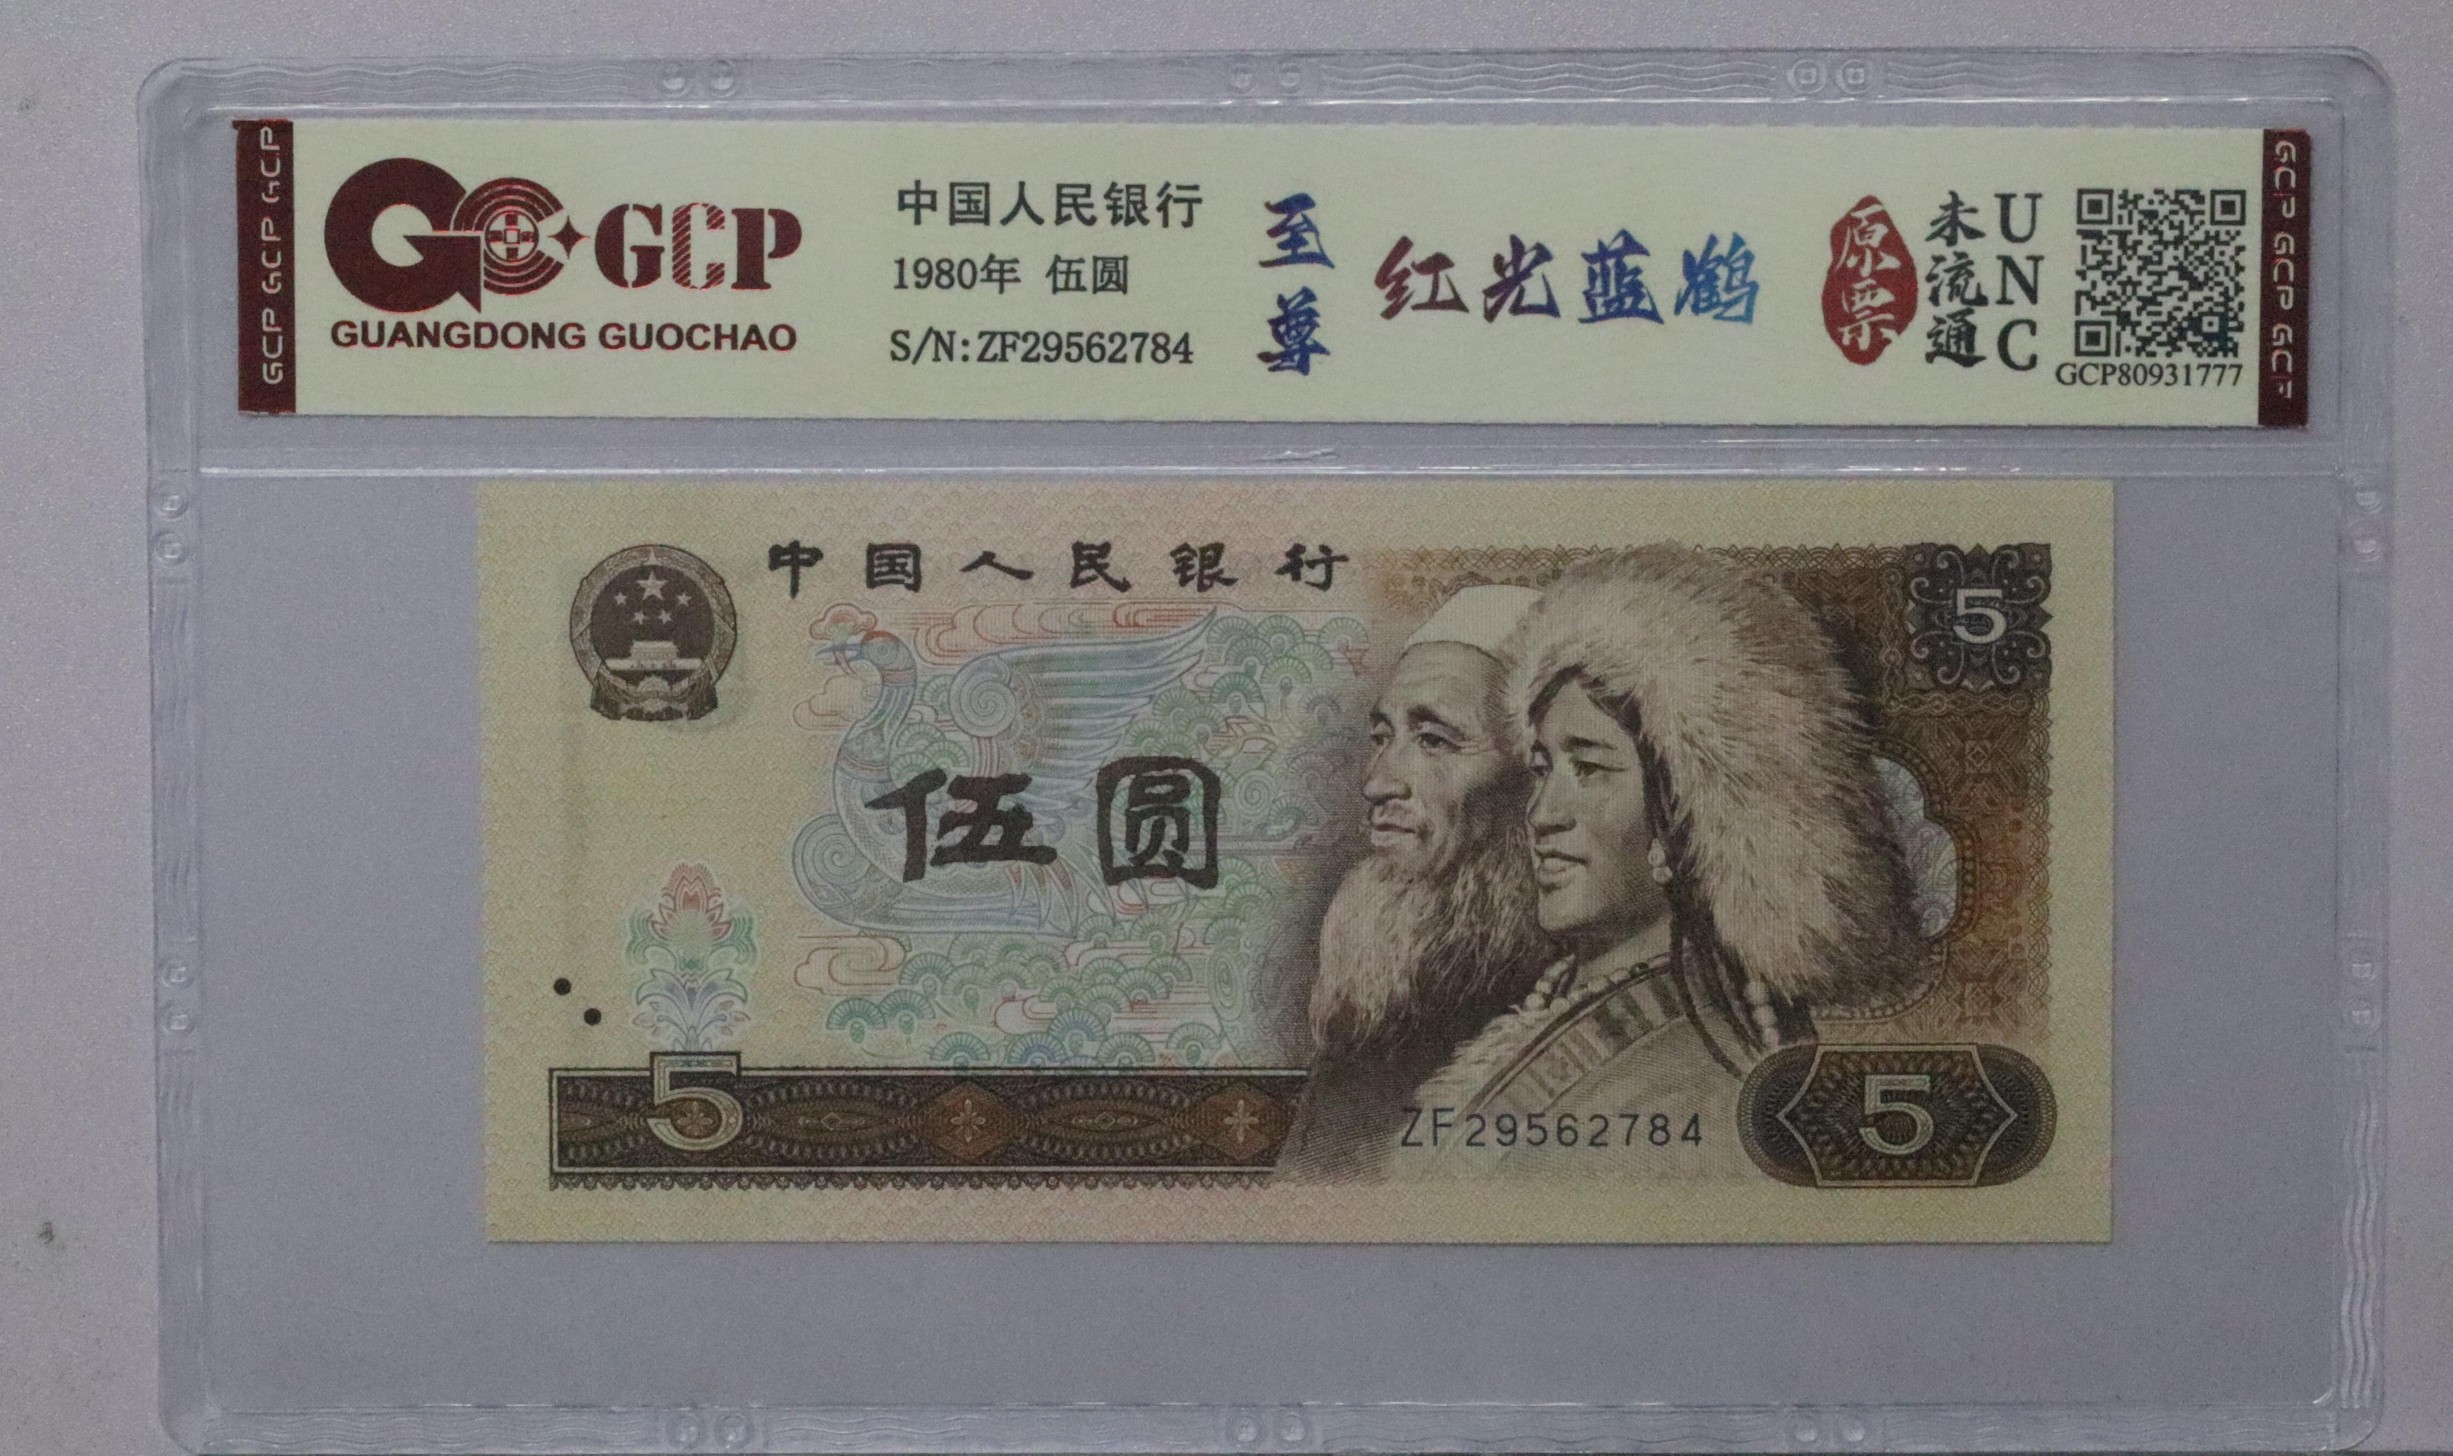 GCP GCP GCP
GCP
GUANGDONG GUOCHAO
中国人民银行
1980年 伍圆
S/N:ZF29562784
至尊
红光蓝鹤
原票
未流通
UNC
GCP80931777
GCP GCP GCP
中国人民银行
5
伍圆
5
ZF29562784
5